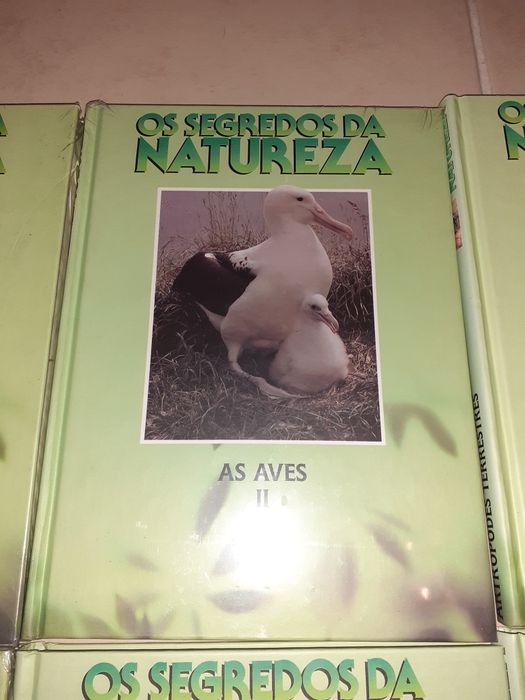 OS SEGREDOS DA
NATUREZA
AS AVES
II
ARTRÓPODES TERRESTRES
OS SEGREDOS DA